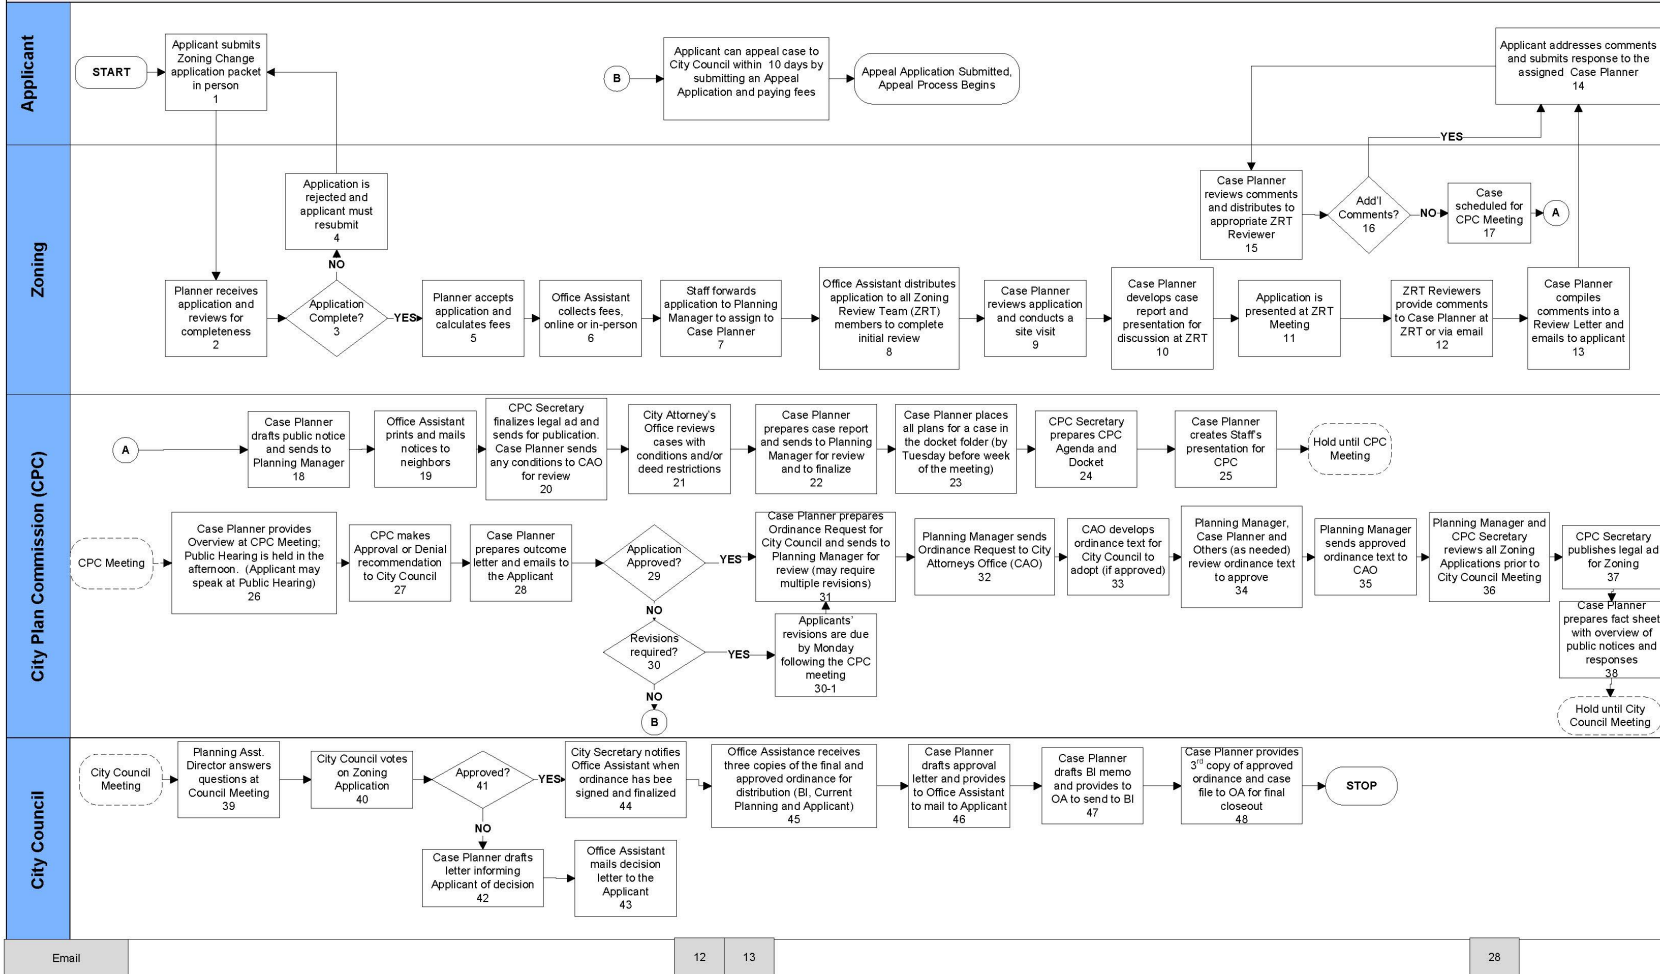 Applicant
START
Applicant submits
Zoning Change
application packet
in person
1
B
Applicant can appeal case to
City Council within 10 days by
submitting an Appeal
Application and paying fees
Appeal Application Submitted,
Appeal Process Begins
Applicant addresses comments
and submits response to the
assigned Case Planner
14
YES
Zoning
Application is
rejected and
applicant must
resubmit
4
NO
Case Planner
reviews comments
and distributes to
appropriate ZRT
Reviewer
15
Add'l
Comments?
16
NO
Case
scheduled for
CPC Meeting
17
A
Planner receives
application and
reviews for
completeness
2
Application
Complete?
3
YES
Planner accepts
application and
calculates fees
5
Office Assistant
collects fees,
online or in-person
6
Staff forwards
application to Planning
Manager to assign to
Case Planner
7
Office Assistant distributes
application to all Zoning
Review Team (ZRT)
members to complete
initial review
8
Case Planner
reviews application
and conducts a
site visit
9
Case Planner
develops case
report and
presentation for
discussion at ZRT
10
Application is
presented at ZRT
Meeting
11
ZRT Reviewers
provide comments
to Case Planner at
ZRT or via email
12
Case Planner
compiles
comments into a
Review Letter and
emails to applicant
13
City Plan Commission (CPC)
A
Case Planner
drafts public notice
and sends to
Planning Manager
18
Office Assistant
prints and mails
notices to
neighbors
19
CPC Secretary
finalizes legal ad and
sends for publication.
Case Planner sends
any conditions to CAO
for review
20
City Attorney's
Office reviews
cases with
conditions and/or
deed restrictions
21
Case Planner
prepares case report
and sends to Planning
Manager for review
and to finalize
22
Case Planner places
all plans for a case in
the docket folder (by
Tuesday before week
of the meeting)
23
CPC Secretary
prepares CPC
Agenda and
Docket
24
Case Planner
creates Staff's
presentation for
CPC
25
Hold until CPC
Meeting
CPC Meeting
Case Planner provides
Overview at CPC Meeting;
Public Hearing is held in the
afternoon. (Applicant may
speak at Public Hearing)
26
CPC makes
Approval or Denial
recommendation
to City Council
27
Case Planner
prepares outcome
letter and emails to
the Applicant
28
Application
Approved?
29
YES
NO
Revisions
required?
30
YES
NO
B
Case Planner prepares
Ordinance Request for
City Council and sends to
Planning Manager for
review (may require
multiple revisions)
31
Applicants'
revisions are due
by Monday
following the CPC
meeting
30-1
Planning Manager sends
Ordinance Request to City
Attorneys Office (CAO)
32
CAO develops
ordinance text for
City Council to
adopt (if approved)
33
Planning Manager,
Case Planner and
Others (as needed)
review ordinance text
to approve
34
Planning Manager
sends approved
ordinance text to
CAO
35
Planning Manager and
CPC Secretary
reviews all Zoning
Applications prior to
City Council Meeting
36
CPC Secretary
publishes legal ad
for Zoning
37
Case Planner
prepares fact sheet
with overview of
public notices and
responses
38
Hold until City
Council Meeting
City Council
City Council
Meeting
Planning Asst.
Director answers
questions at
Council Meeting
39
City Council votes
on Zoning
Application
40
Approved?
41
YES
NO
City Secretary notifies
Office Assistant when
ordinance has bee
signed and finalized
44
Office Assistance receives
three copies of the final and
approved ordinance for
distribution (BI, Current
Planning and Applicant)
45
Case Planner
drafts approval
letter and provides
to Office Assistant
to mail to Applicant
46
Case Planner
drafts BI memo
and provides to
OA to send to BI
47
Case Planner provides
3rd copy of approved
ordinance and case
file to OA for final
closeout
48
STOP
Case Planner drafts
letter informing
Applicant of decision
42
Office Assistant
mails decision
letter to the
Applicant
43
Email
12
13
28